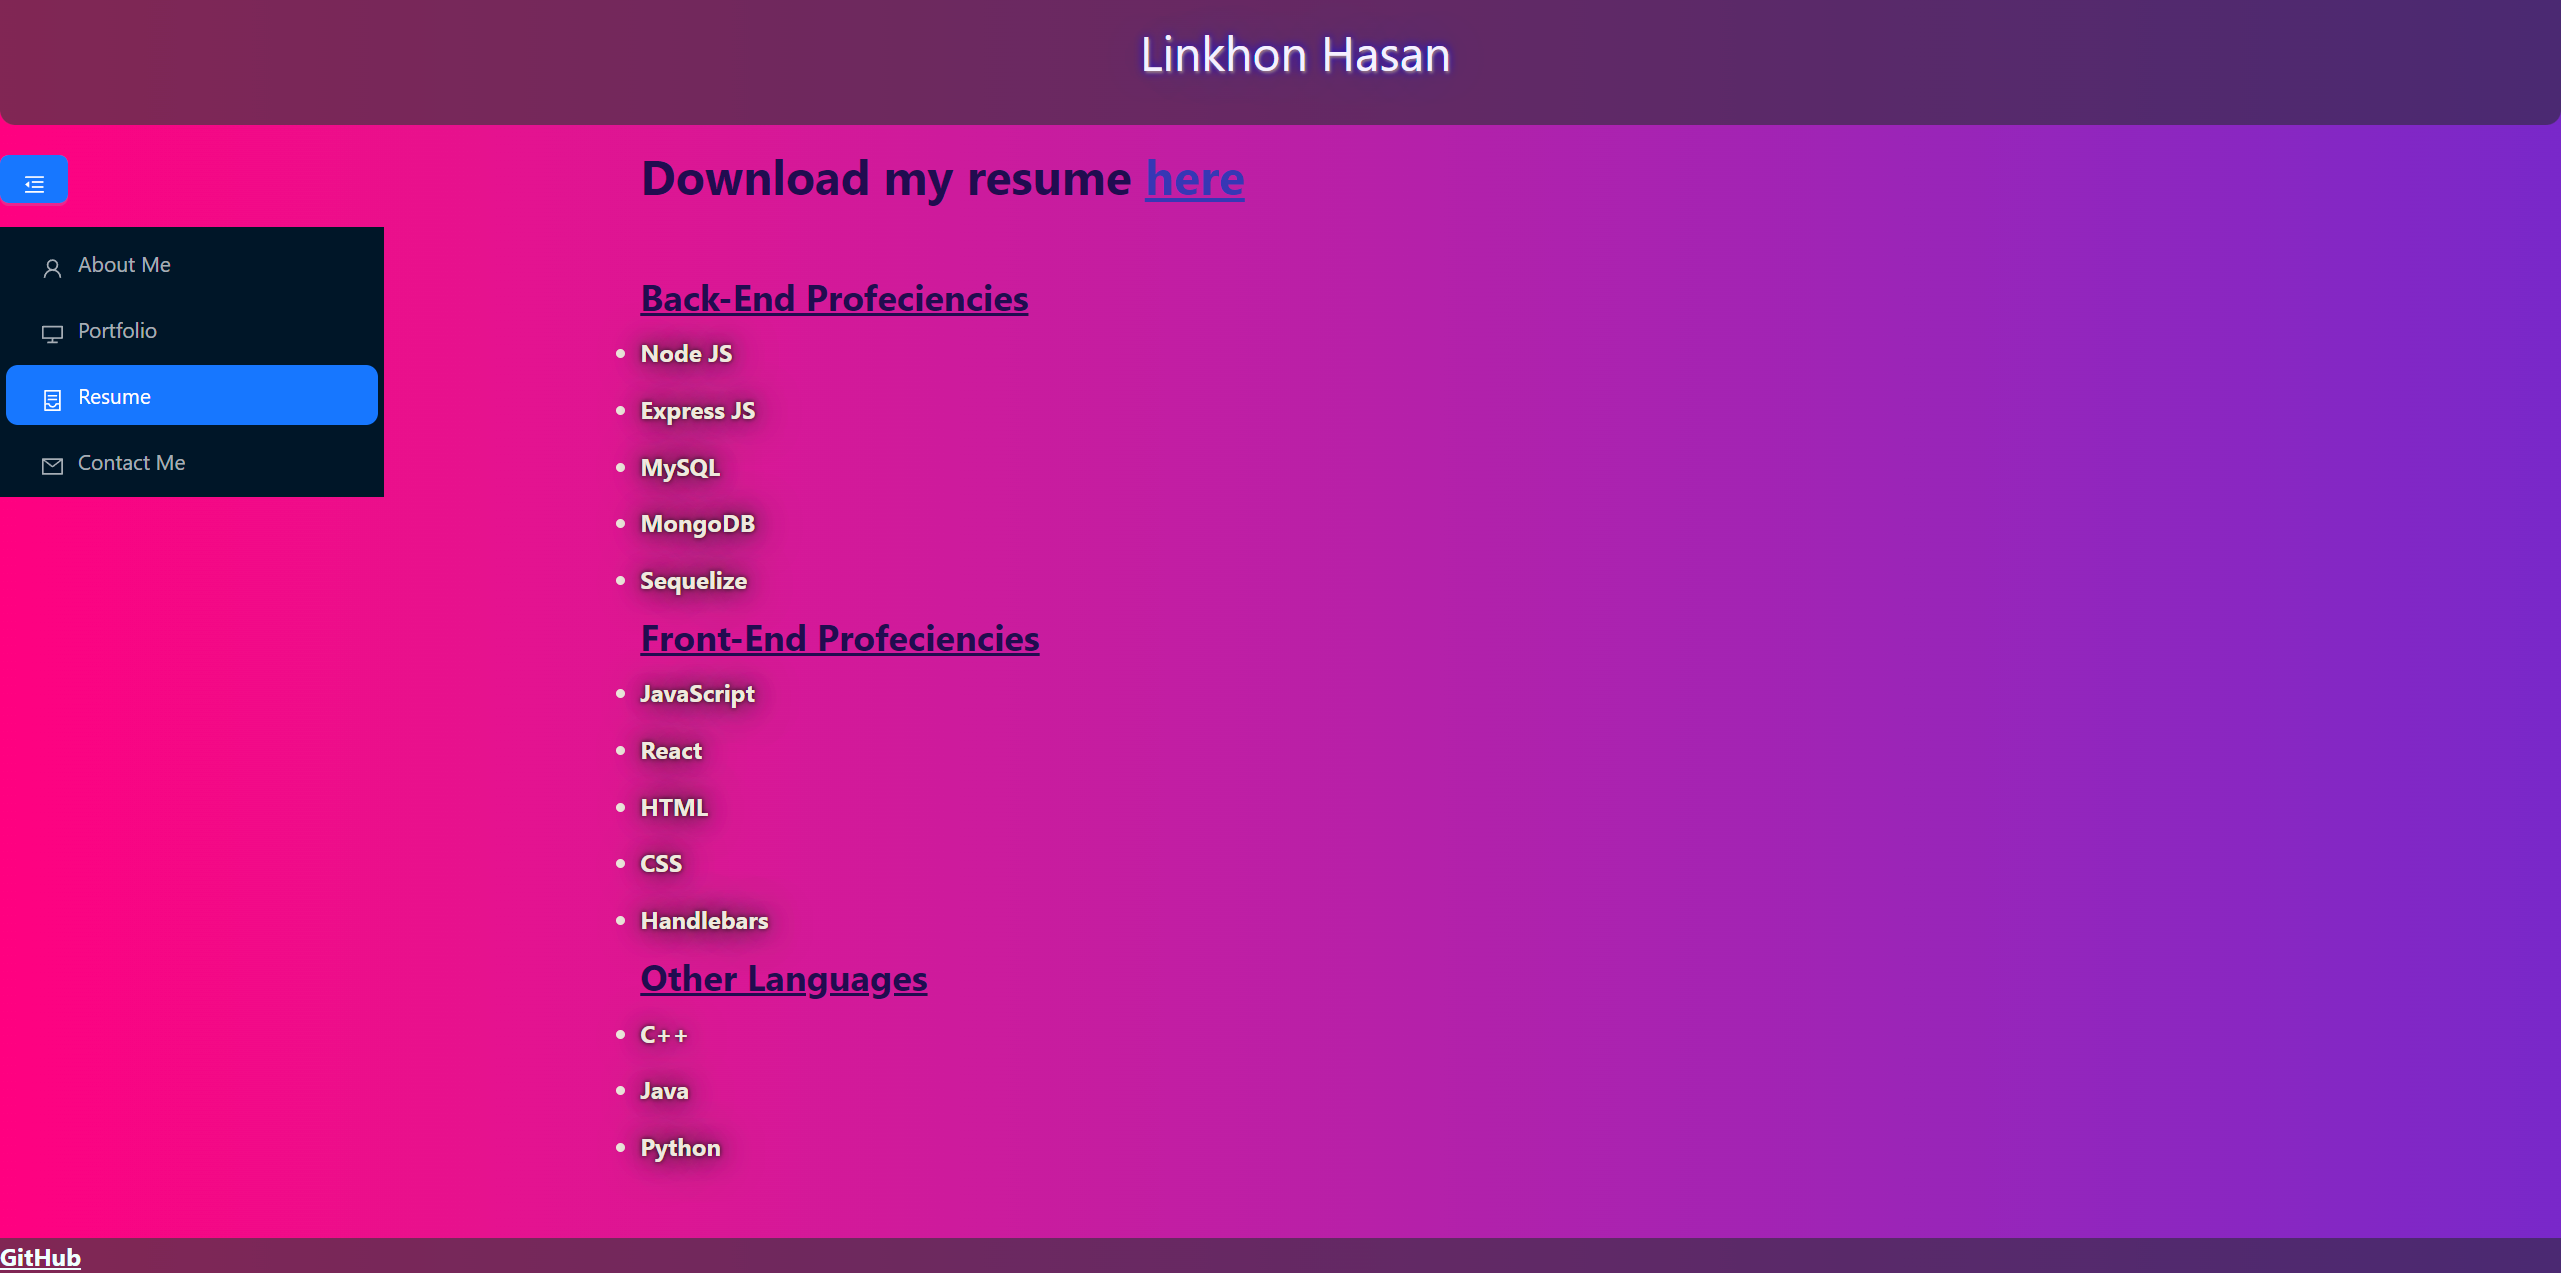 Linkhon Hasan
Download my resume here
About Me
Portfolio
Resume
Contact Me
Back-End Profeciencies
Node JS
Express JS
MySQL
MongoDB
Sequelize
Front-End Profeciencies
JavaScript
React
HTML
CSS
Handlebars
Other Languages
C++
Java
Python
GitHub